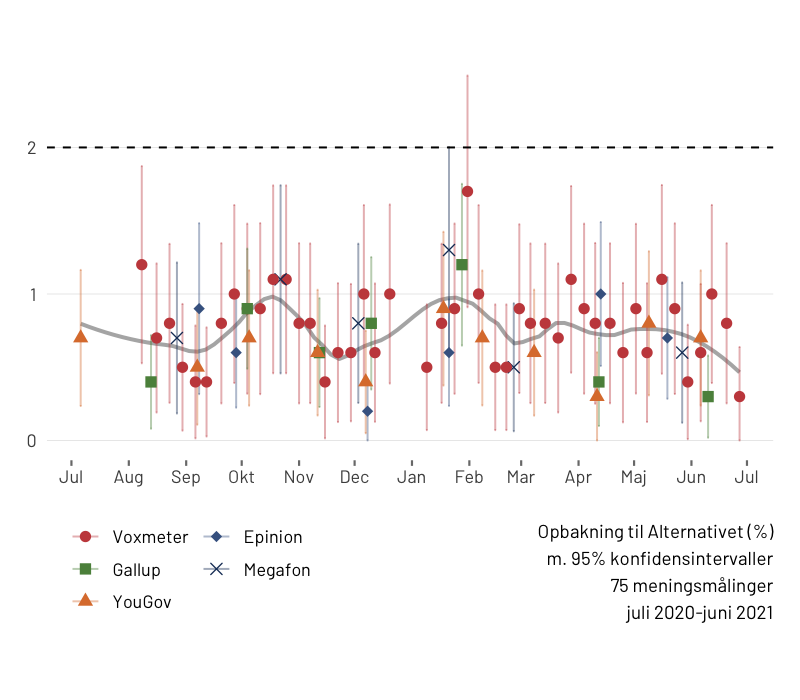 2
1
0
Jul Aug Sep Okt Nov Dec Jan Feb Mar Apr Maj Jun Jul
Voxmeter Epinion
Gallup Megafon
YouGov
Opbakning til Alternativet (%)
m. 95% konfidensintervaller
75 meningsmålinger
juli 2020-juni 2021